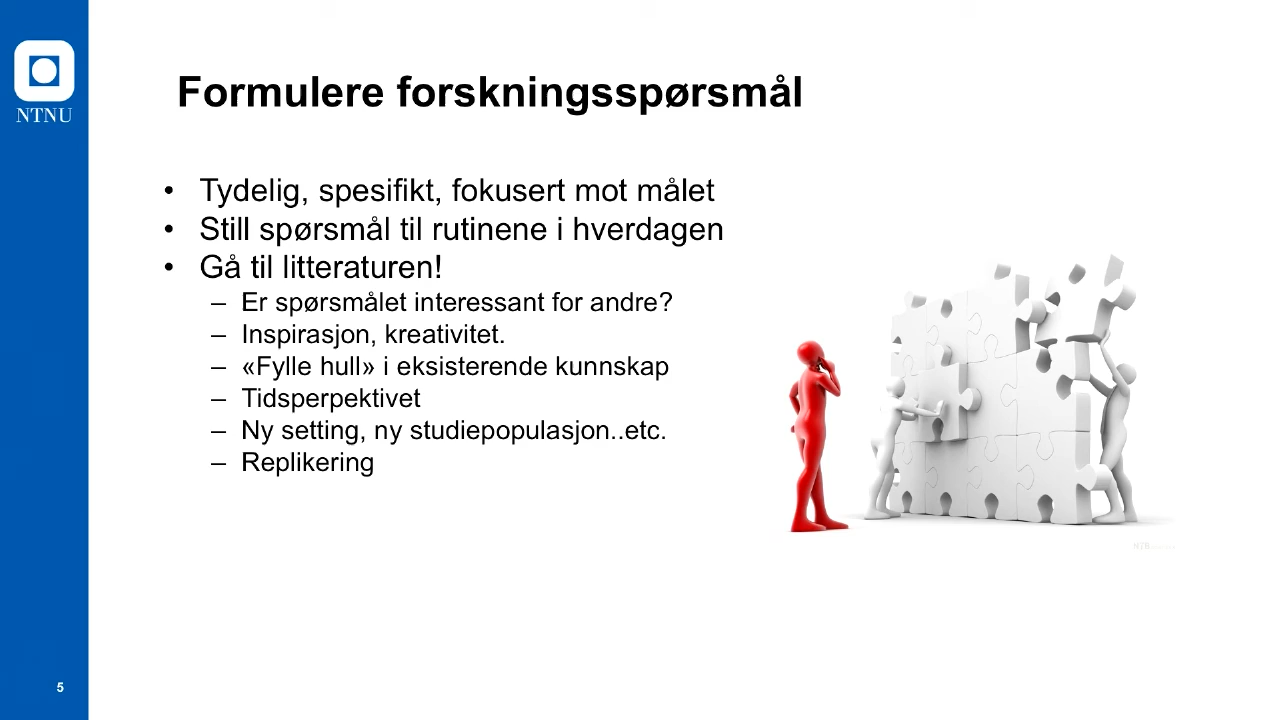 NTNU
Formulere forskningsspørsmål
• Tydelig, spesifikt, fokusert mot målet
• Still spørsmål til rutinene i hverdagen
• Gå til litteraturen!
– Er spørsmålet interessant for andre?
– Inspirasjon, kreativitet.
– «Fylle hull» i eksisterende kunnskap
– Tidsperpektivet
– Ny setting, ny studiepopulasjon..etc.
– Replikering
5